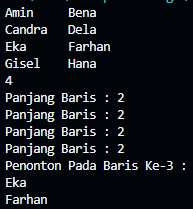 Amin    Bena
Candra  Dela
Eka     Farhan
Gisel   Hana
4
Panjang Baris : 2
Panjang Baris : 2
Panjang Baris : 2
Panjang Baris : 2
Penonton Pada Baris Ke-3 :
Eka
Farhan